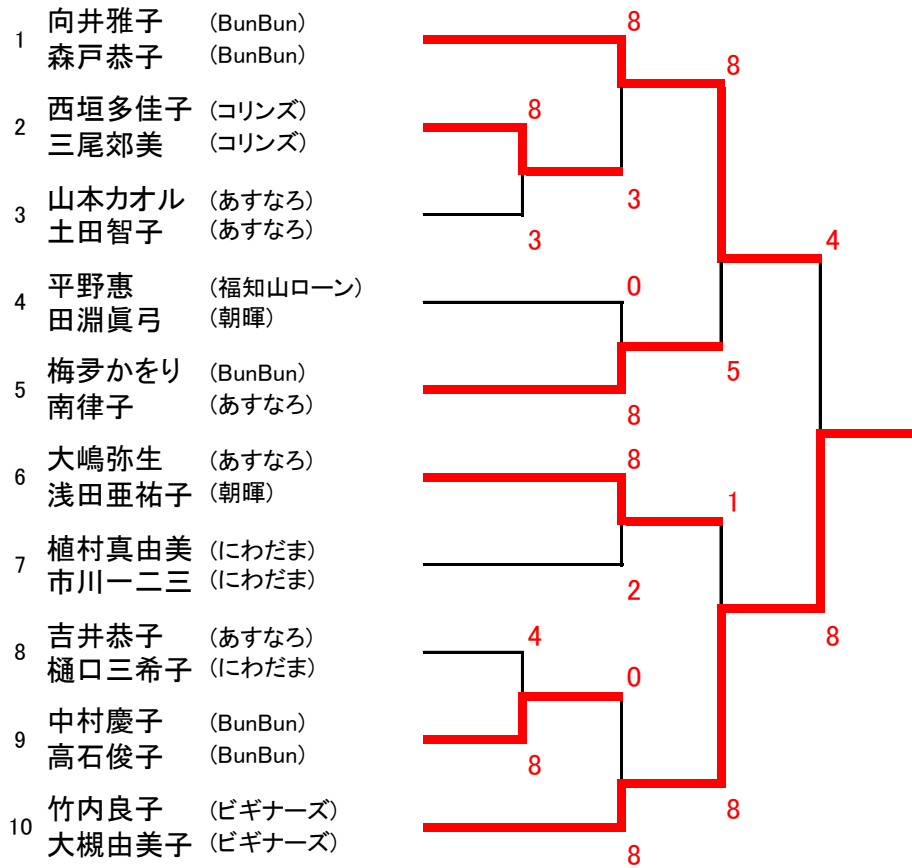 1 向井雅子 (BunBun)
森戸恭子 (BunBun)
2 西垣多佳子 (コリンズ)
三尾郊美 (コリンズ)
3 山本カオル (あすなろ)
土田智子 (あすなろ)
4 平野惠 (福知山ローン)
田淵眞弓 (朝暉)
5 梅夛かをり (BunBun)
南律子 (あすなろ)
6 大嶋弥生 (あすなろ)
浅田亜祐子 (朝暉)
7 植村真由美 (にわだま)
市川一二三 (にわだま)
8 吉井恭子 (あすなろ)
樋口三希子 (にわだま)
9 中村慶子 (BunBun)
高石俊子 (BunBun)
10 竹内良子 (ビギナーズ)
大槻由美子 (ビギナーズ)
8
8
8
3
3
4
0
5
8
8
1
2
4
8
0
8
8
8